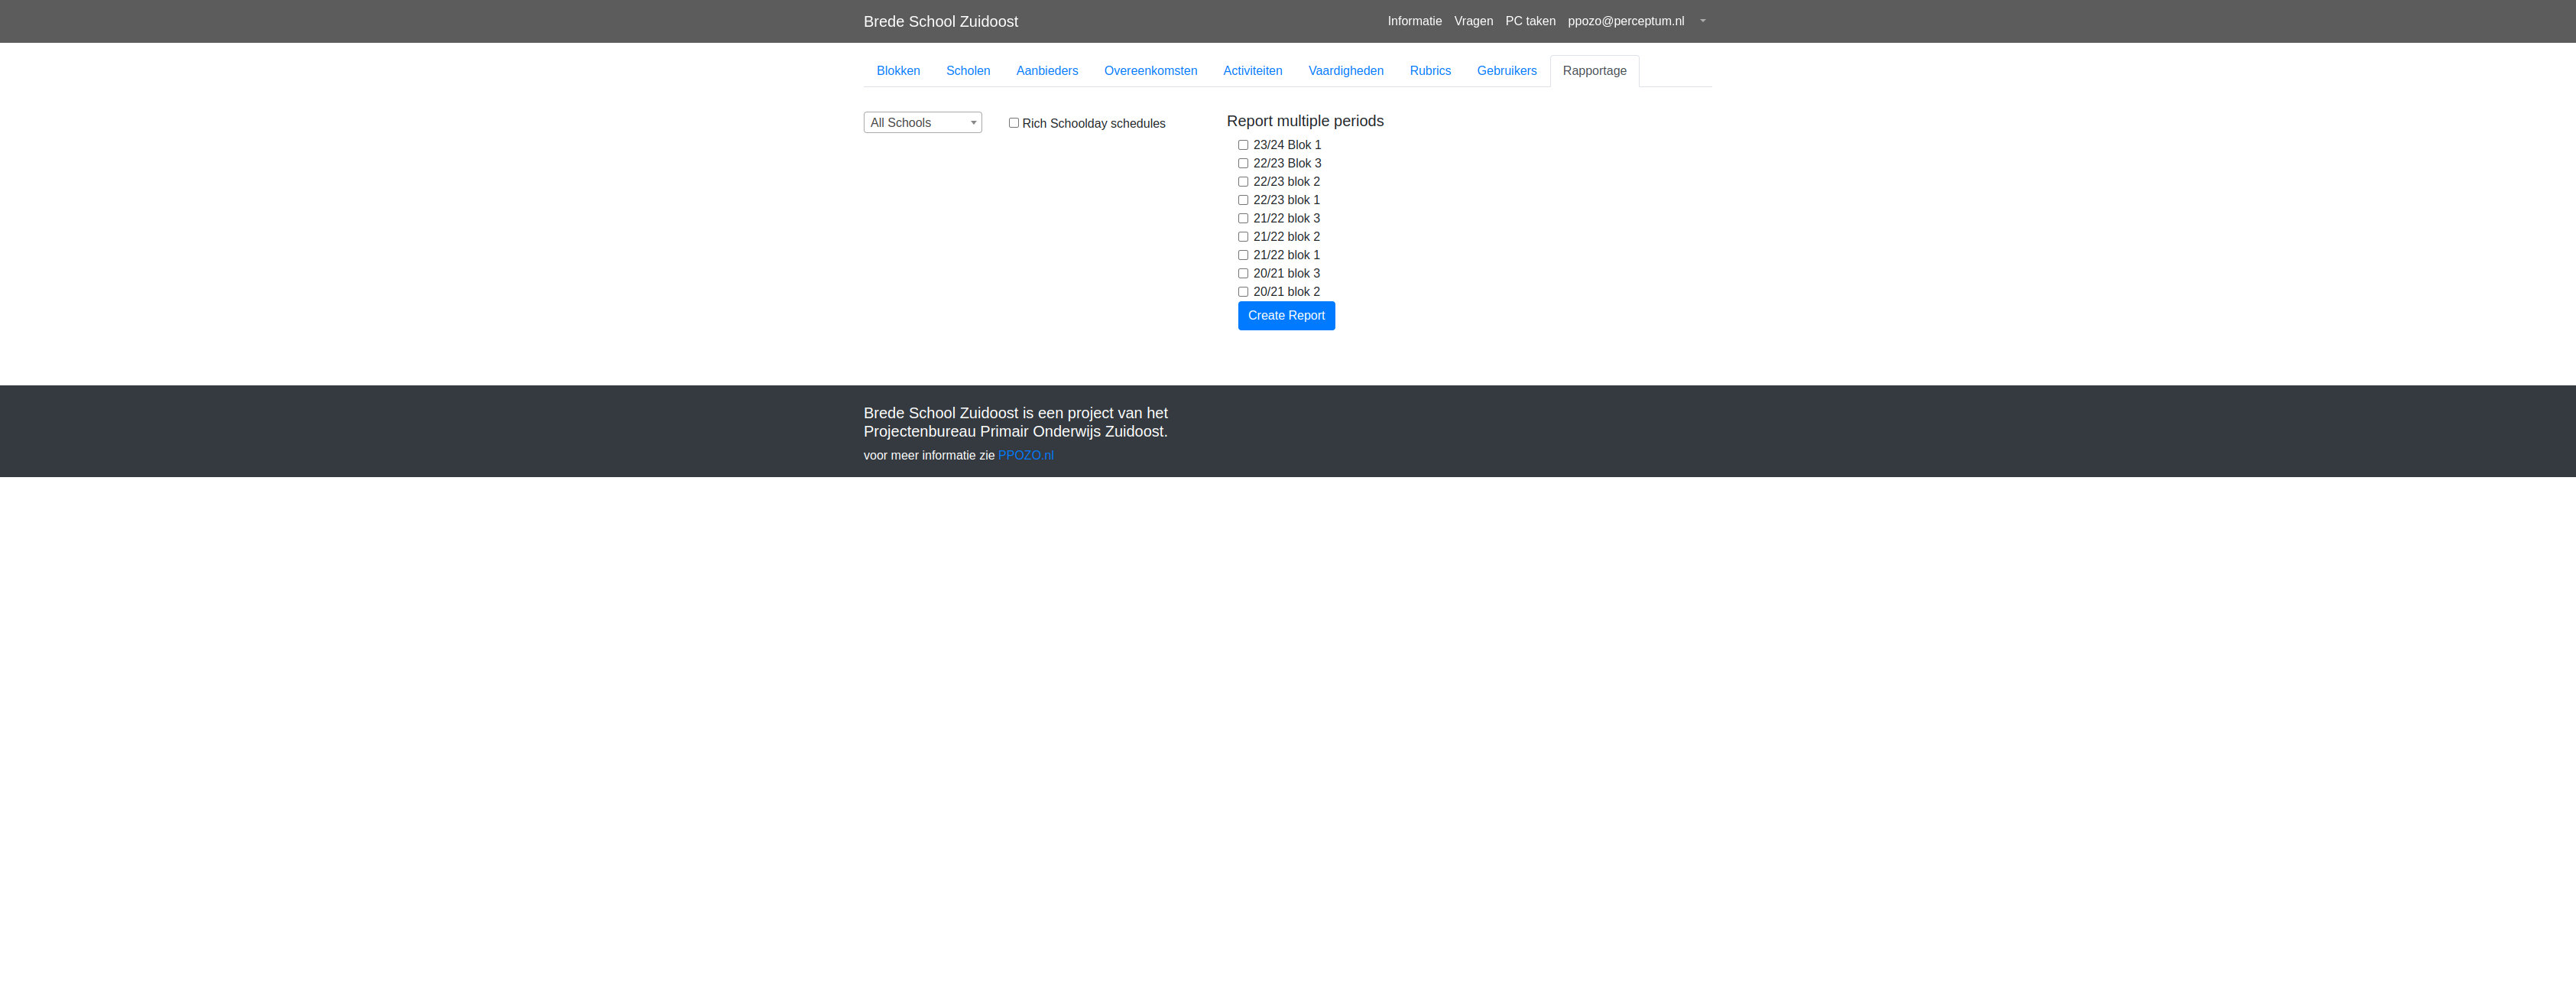 Brede School Zuidoost Informatie Vragen PC taken ppozo@perceptum.nl
Blokken Scholen Aanbieders Overeenkomsten Activiteiten Vaardigheden Rubrics Gebruikers Rapportage
All Schools
Rich Schoolday schedules
Report multiple periods
23/24 Blok 1
22/23 Blok 3
22/23 blok 2
22/23 blok 1
21/22 blok 3
21/22 blok 2
21/22 blok 1
20/21 blok 3
20/21 blok 2
Create Report
Brede School Zuidoost is een project van het
Projectenbureau Primair Onderwijs Zuidoost.
voor meer informatie zie PPOZO.nl